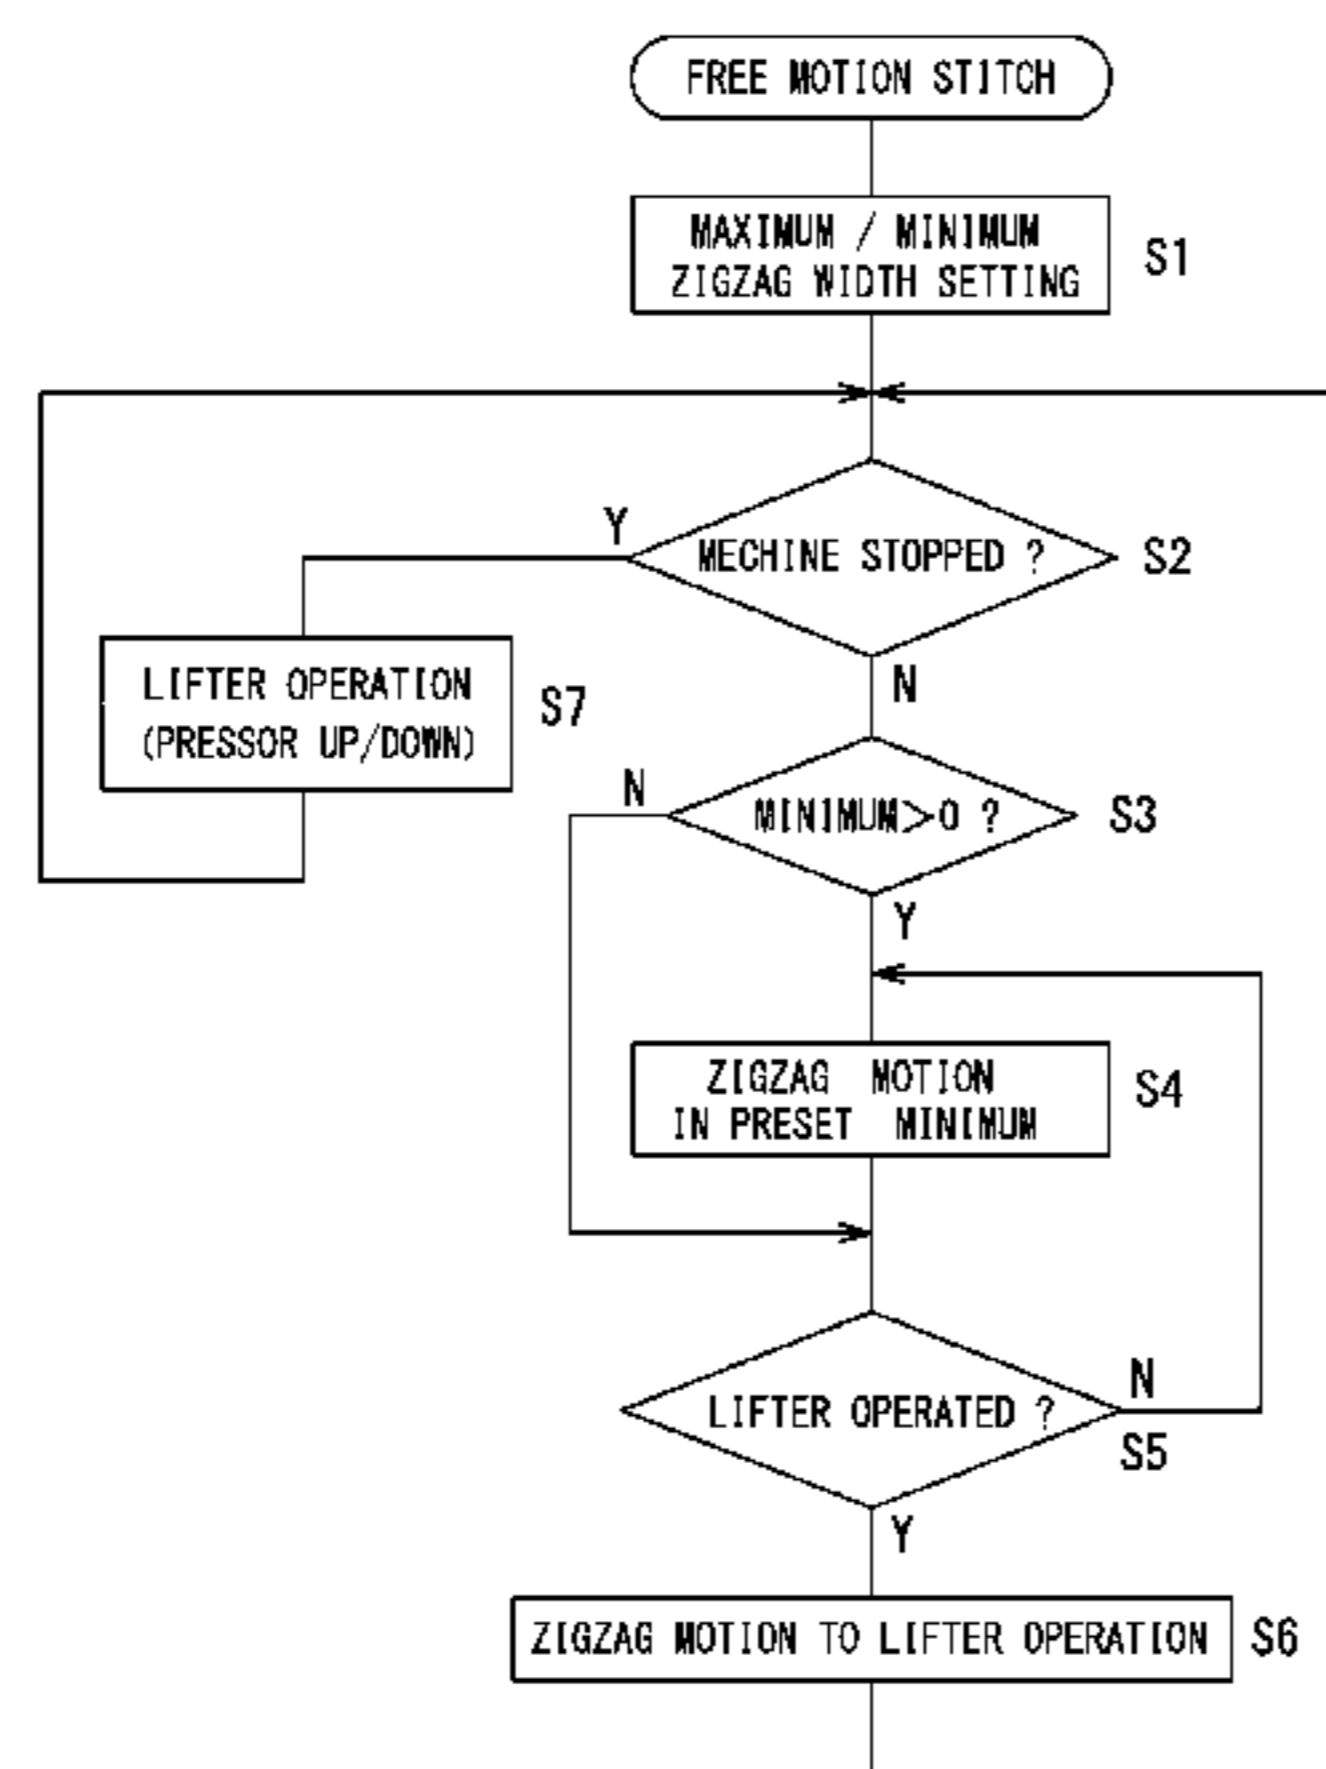 FREE MOTION STITCH
MAXIMUM / MINIMUM
ZIGZAG WIDTH SETTING
S1
Y
MECHINE STOPPED ?
S2
N
LIFTER OPERATION
(PRESSOR UP/DOWN)
S7
N
MINIMUM>0 ?
S3
Y
ZIGZAG MOTION
IN PRESET MINIMUM
S4
LIFTER OPERATED ?
N
S5
Y
ZIGZAG MOTION TO LIFTER OPERATION
S6